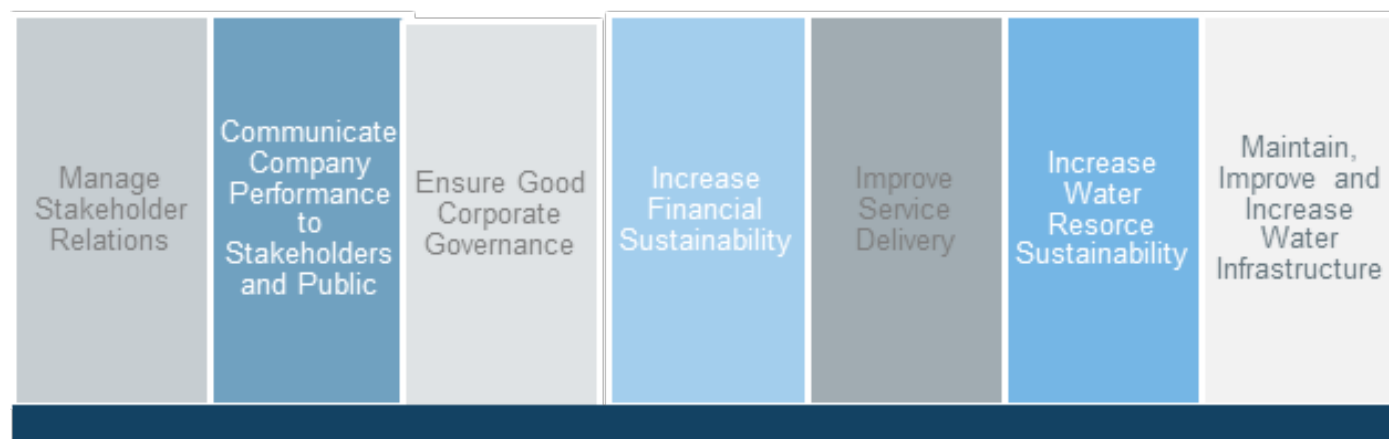 Manage
Stakeholder
Relations
Communicate
Company
Performance
to
Stakeholders
and Public
Ensure Good
Corporate
Governance
Increase
Financial
Sustainability
Improve
Service
Delivery
Increase
Water
Resorce
Sustainability
Maintain,
Improve and
Increase
Water
Infrastructure